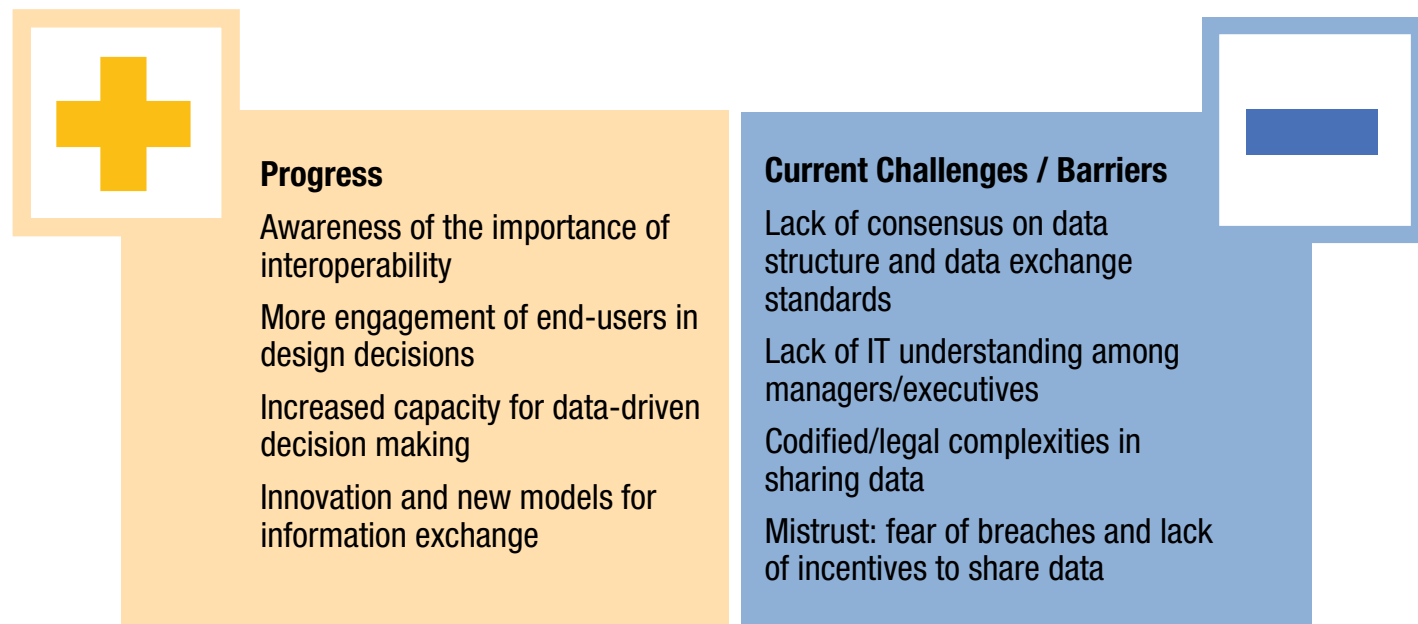 Progress
Awareness of the importance of
interoperability
More engagement of end-users in
design decisions
Increased capacity for data-driven
decision making
Innovation and new models for
information exchange
Current Challenges / Barriers
Lack of consensus on data
structure and data exchange
standards
Lack of IT understanding among
managers/executives
Codified/legal complexities in
sharing data
Mistrust: fear of breaches and lack
of incentives to share data